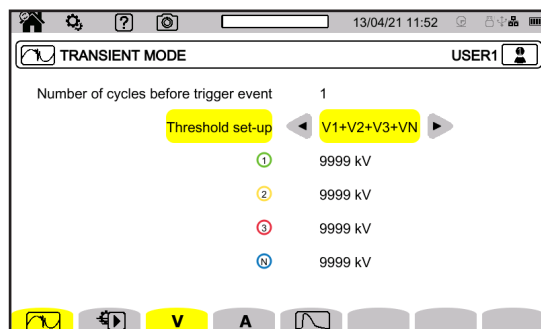 ?
13/04/21 11:52
TRANSIENT MODE
USER1
Number of cycles before trigger event 1
Threshold set-up V1+V2+V3+VN
1 9999 kV
2 9999 kV
3 9999 kV
N 9999 kV
V A